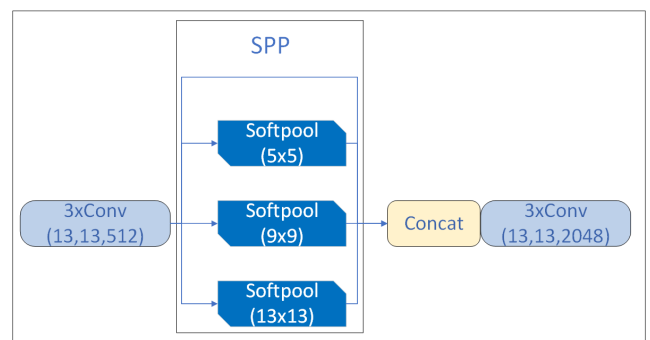 SPP
Softpool
(5x5)
3xConv
(13,13,512)
Softpool
(9x9)
Concat
3xConv
(13,13,2048)
Softpool
(13x13)